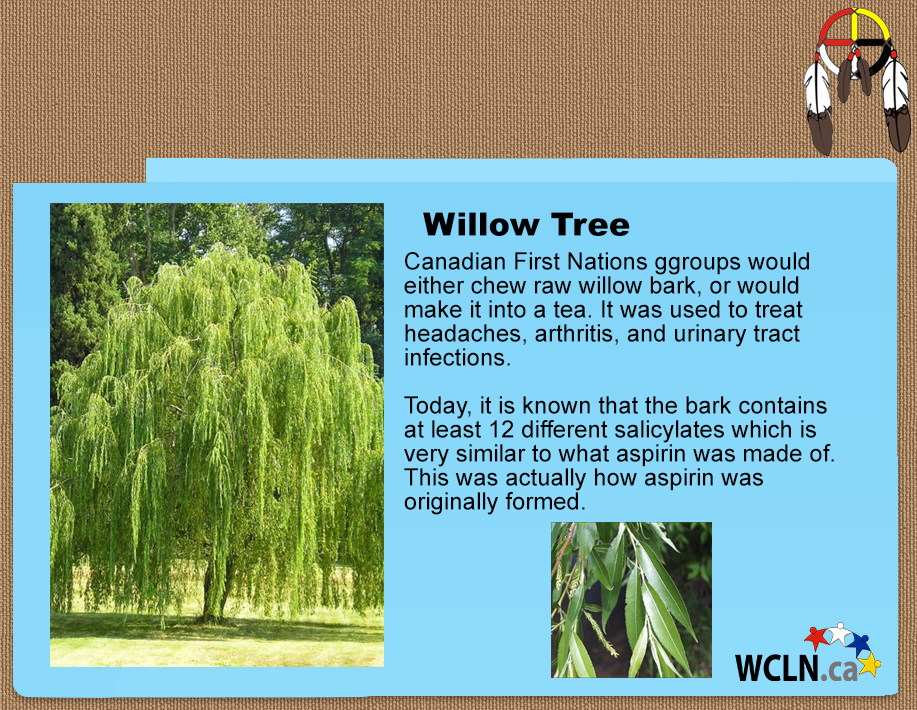 Willow Tree
Canadian First Nations ggroups would
either chew raw willow bark, or would
make it into a tea. It was used to treat
headaches, arthritis, and urinary tract
infections.
Today, it is known that the bark contains
at least 12 different salicylates which is
very similar to what aspirin was made of.
This was actually how aspirin was
originally formed.
WCLN.ca